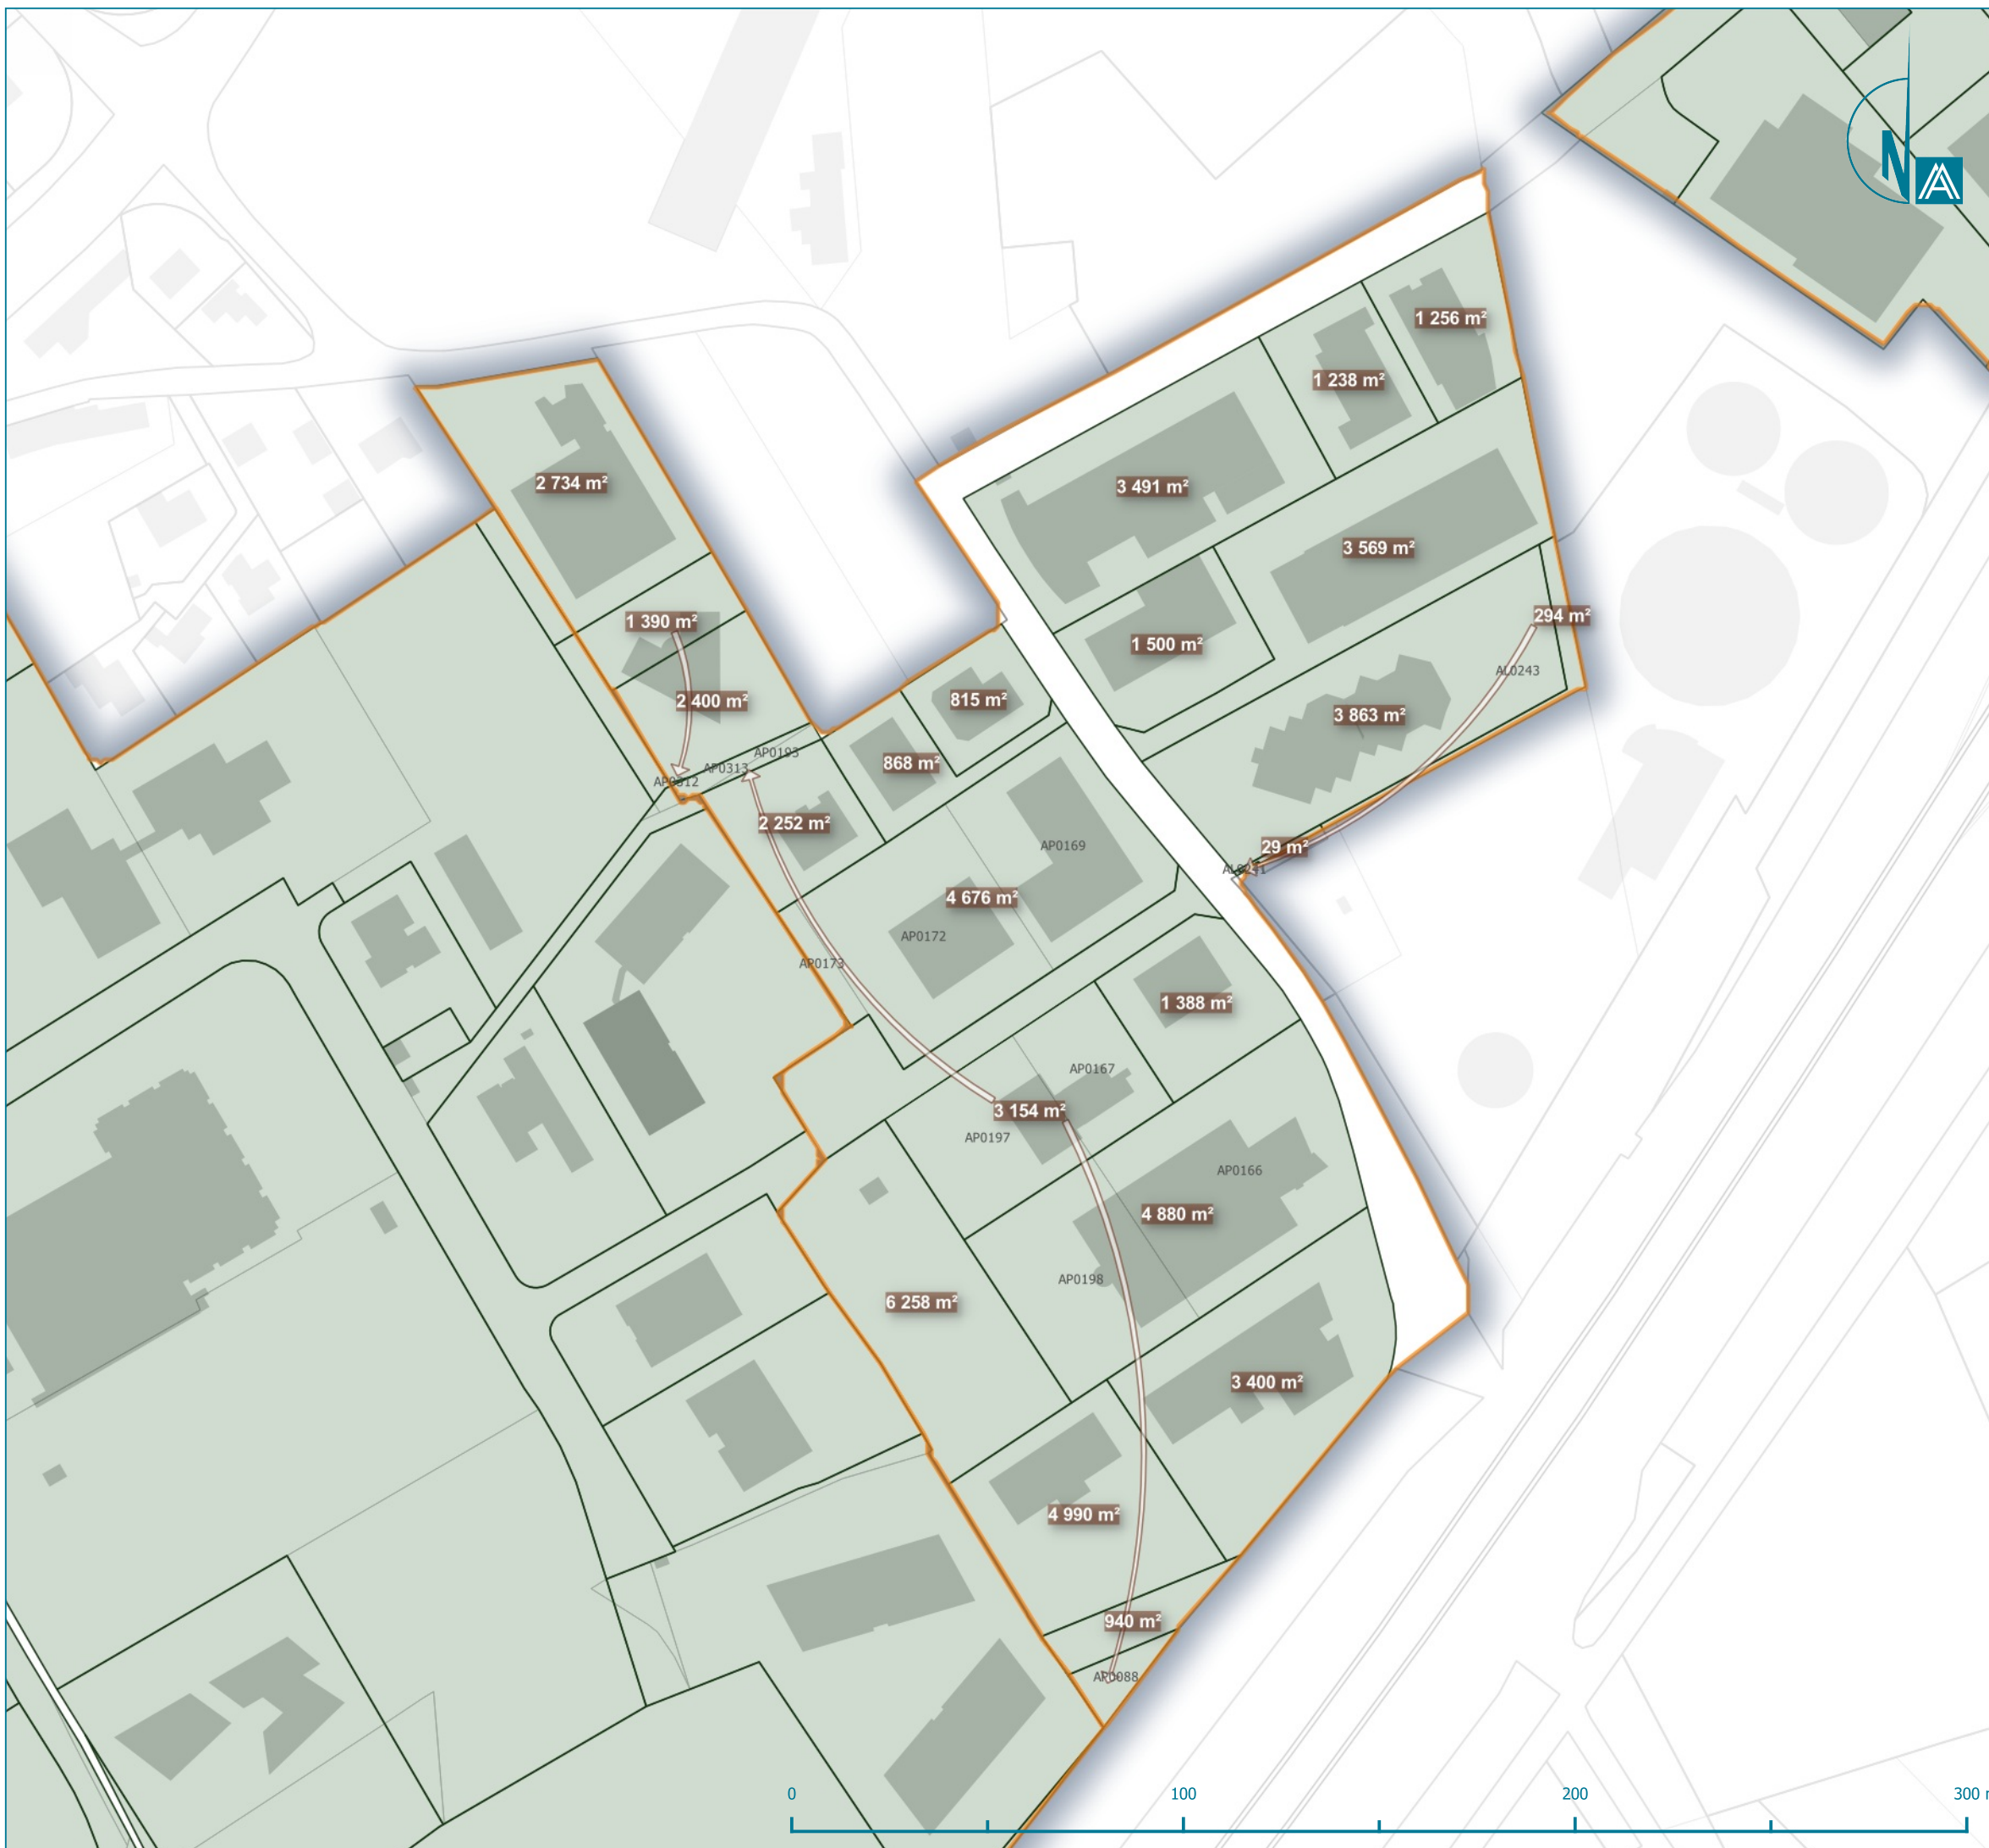 N
1 256 m²
1 238 m²
2 734 m²
3 491 m²
3 569 m²
1 390 m²
294 m²
1 500 m²
AL0243
2 400 m²
815 m²
3 863 m²
AP0193
868 m²
AP0313
AP0312
2 252 m²
29 m²
AP0169
4 676 m²
AP0172
AP0173
1 388 m²
AP0167
3 154 m²
AP0197
AP0166
4 880 m²
AP0198
6 258 m²
3 400 m²
4 990 m²
940 m²
AP0088
0 100 200 300